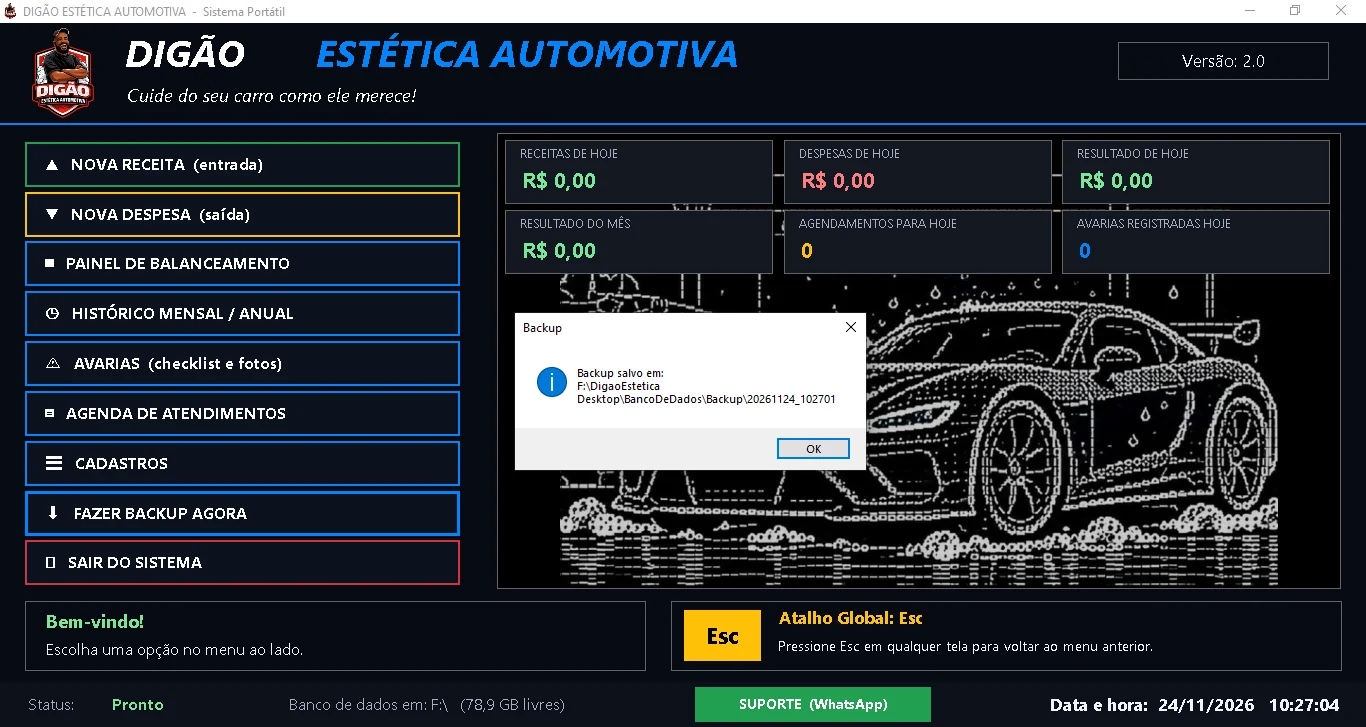 DIGÃO ESTÉTICA AUTOMOTIVA - Sistema Portátil
DIGÃO ESTÉTICA AUTOMOTIVA
Cuide do seu carro como ele merece!
DIGÃO
ESTÉTICA AUTOMOTIVA
Versão: 2.0
NOVA RECEITA (entrada)
NOVA DESPESA (saída)
PAINEL DE BALANCEAMENTO
HISTÓRICO MENSAL / ANUAL
AVARIAS (checklist e fotos)
AGENDA DE ATENDIMENTOS
CADASTROS
FAZER BACKUP AGORA
SAIR DO SISTEMA
RECEITAS DE HOJE
R$ 0,00
DESPESAS DE HOJE
R$ 0,00
RESULTADO DE HOJE
R$ 0,00
RESULTADO DO MÊS
R$ 0,00
AGENDAMENTOS PARA HOJE
0
AVARIAS REGISTRADAS HOJE
0
Backup
Backup salvo em:
F:\DigaoEstetica
Desktop\BancoDeDados\Backup\20261124_102701
OK
Bem-vindo!
Escolha uma opção no menu ao lado.
Esc
Atalho Global: Esc
Pressione Esc em qualquer tela para voltar ao menu anterior.
Status: Pronto
Banco de dados em: F:\ (78,9 GB livres)
SUPORTE (WhatsApp)
Data e hora: 24/11/2026 10:27:04